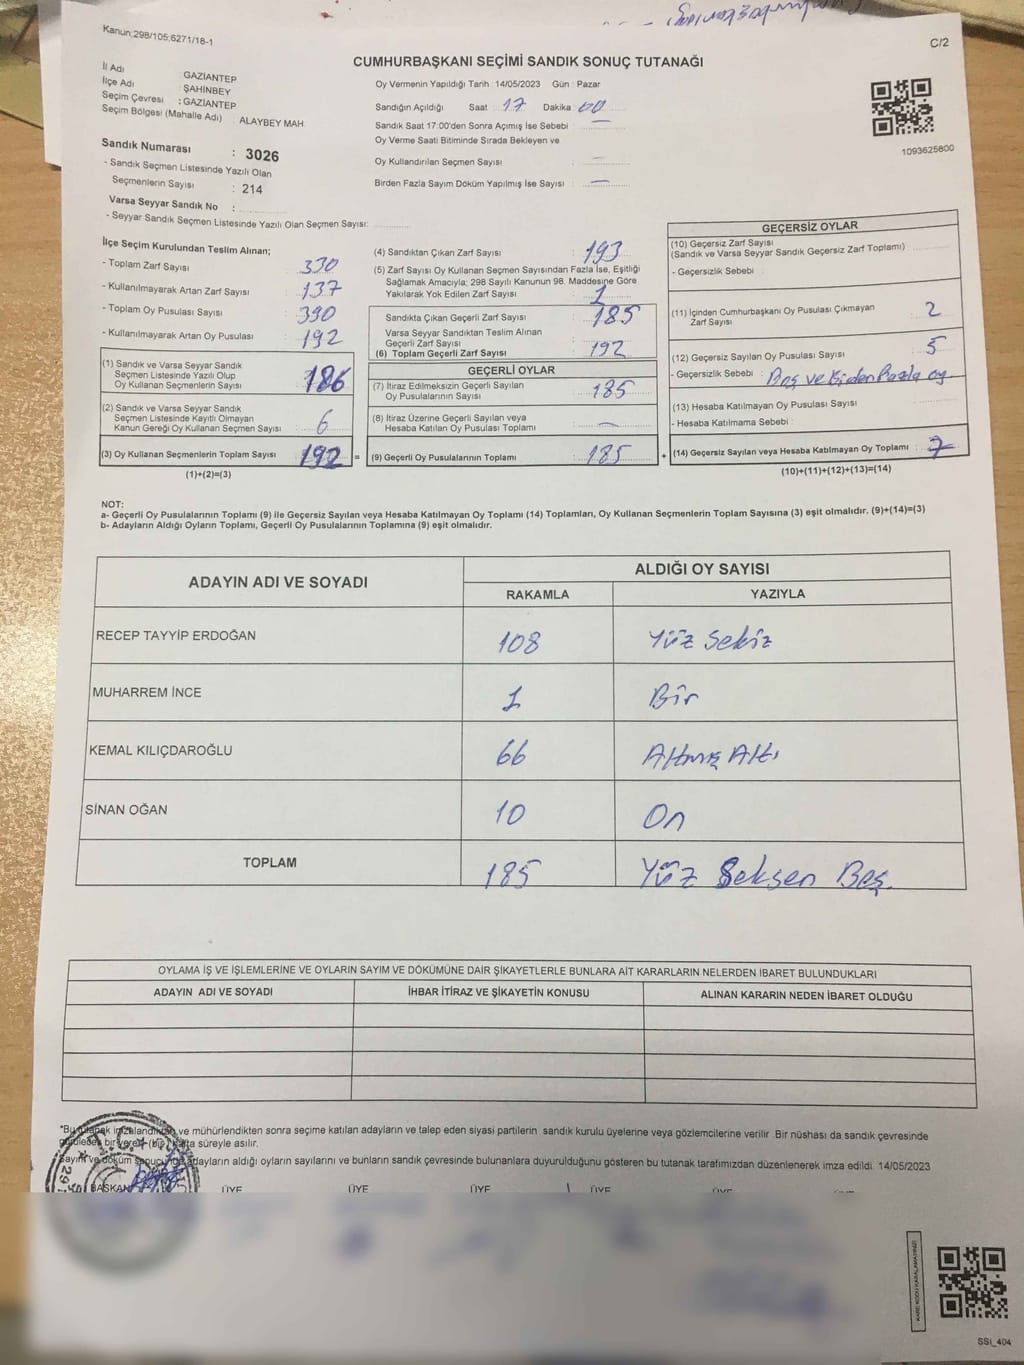 Kanun;298/105;6271/18-1
C/2
CUMHURBAŞKANI SEÇİMİ SANDIK SONUÇ TUTANAĞI
İl Adı GAZİANTEP
İlçe Adı ŞAHİNBEY
Seçim Çevresi : GAZİANTEP
Seçim Bölgesi (Mahalle Adı) ALAYBEY MAH.
Sandık Numarası : 3026
- Sandık Seçmen Listesinde Yazılı Olan
Seçmenlerin Sayısı : 214
Varsa Seyyar Sandık No :
- Seyyar Sandık Seçmen Listesinde Yazılı Olan Seçmen Sayısı:
Oy Vermenin Yapıldığı Tarih :14/05/2023 Gün : Pazar
Sandığın Açıldığı Saat : 17 Dakika 00
Sandık Saat 17:00'den Sonra Açımış İse Sebebi : —
Oy Verme Saati Bitiminde Sırada Bekleyen ve
Oy Kullandırılan Seçmen Sayısı : —
Birden Fazla Sayım Döküm Yapılmış İse Sayısı : —
1093625800
İlçe Seçim Kurulundan Teslim Alınan;
- Toplam Zarf Sayısı : 330
- Kullanılmayarak Artan Zarf Sayısı : 137
- Toplam Oy Pusulası Sayısı : 390
- Kullanılmayarak Artan Oy Pusulası : 192
(1) Sandık ve Varsa Seyyar Sandık
Seçmen Listesinde Yazılı Olup
Oy Kullanan Seçmenlerin Sayısı : 186
(2) Sandık ve Varsa Seyyar Sandık
Seçmen Listesinde Kayıtlı Olmayan
Kanun Gereği Oy Kullanan Seçmen Sayısı : 6
(3) Oy Kullanan Seçmenlerin Toplam Sayısı : 192 =
(1)+(2)=(3)
(4) Sandıktan Çıkan Zarf Sayısı : 193
(5) Zarf Sayısı Oy Kullanan Seçmen Sayısından Fazla İse, Eşitliği
Sağlamak Amacıyla; 298 Sayılı Kanunun 98. Maddesine Göre
Yakılarak Yok Edilen Zarf Sayısı : 1
Sandıkta Çıkan Geçerli Zarf Sayısı : 185
Varsa Seyyar Sandıktan Teslim Alınan
Geçerli Zarf Sayısı :
(6) Toplam Geçerli Zarf Sayısı : 192
GEÇERLİ OYLAR
(7) İtiraz Edilmeksizin Geçerli Sayılan
Oy Pusulalarının Sayısı : 185
(8) İtiraz Üzerine Geçerli Sayılan veya
Hesaba Katılan Oy Pusulası Toplamı : —
(9) Geçerli Oy Pusulalarının Toplamı : 185 +
GEÇERSİZ OYLAR
(10) Geçersiz Zarf Sayısı
(Sandık ve Varsa Seyyar Sandık Geçersiz Zarf Toplamı)
- Geçersizlik Sebebi :
(11) İçinden Cumhurbaşkanı Oy Pusulası Çıkmayan
Zarf Sayısı : 2
(12) Geçersiz Sayılan Oy Pusulası Sayısı : 5
- Geçersizlik Sebebi : Boş ve Birden Fazla oy
(13) Hesaba Katılmayan Oy Pusulası Sayısı :
- Hesaba Katılmama Sebebi :
(14) Geçersiz Sayılan veya Hesaba Katılmayan Oy Toplamı : 7
(10)+(11)+(12)+(13)=(14)
NOT:
a- Geçerli Oy Pusulalarının Toplamı (9) ile Geçersiz Sayılan veya Hesaba Katılmayan Oy Toplamı (14) Toplamları, Oy Kullanan Seçmenlerin Toplam Sayısına (3) eşit olmalıdır. (9)+(14)=(3)
b- Adayların Aldığı Oyların Toplamı, Geçerli Oy Pusulalarının Toplamına (9) eşit olmalıdır.
ADAYIN ADI VE SOYADI
ALDIĞI OY SAYISI
RAKAMLA YAZIYLA
RECEP TAYYİP ERDOĞAN 108 Yüz Sekiz
MUHARREM İNCE 1 Bir
KEMAL KILIÇDAROĞLU 66 Altmış Altı
SİNAN OĞAN 10 On
TOPLAM 185 Yüz Seksen Beş.
OYLAMA İŞ VE İŞLEMLERİNE VE OYLARIN SAYIM VE DÖKÜMÜNE DAİR ŞİKAYETLERLE BUNLARA AİT KARARLARIN NELERDEN IBARET BULUNDUKLARI
ADAYIN ADI VE SOYADI İHBAR İTİRAZ VE ŞİKAYETİN KONUSU ALINAN KARARIN NEDEN İBARET OLDUĞU
ve mühürlendikten sonra seçime katılan adayların ve talep eden siyasi partilerin sandık kurulu üyelerine veya gözlemcilerine verilir. Bir nüshası da sandık çevresinde
süreyle asılır.
Sayım ve döküm sonucunda adayların aldığı oyların sayılarını ve bunların sandık çevresinde bulunanlara duyurulduğunu gösteren bu tutanak tarafımızdan düzenlenerek imza edildi. 14/05/2023
BAŞKAN ÜYE ÜYE ÜYE ÜYE ÜYE
KARE KODU KARALAMAYINIZ!
SSİ_404